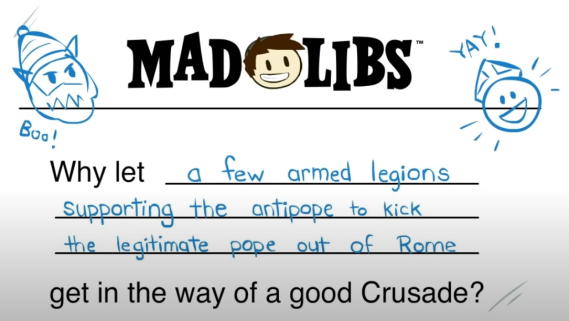 MAD LIBS™
YAY!
Boo!
Why let a few armed legions
supporting the antipope to kick
the legitimate pope out of Rome
get in the way of a good Crusade?